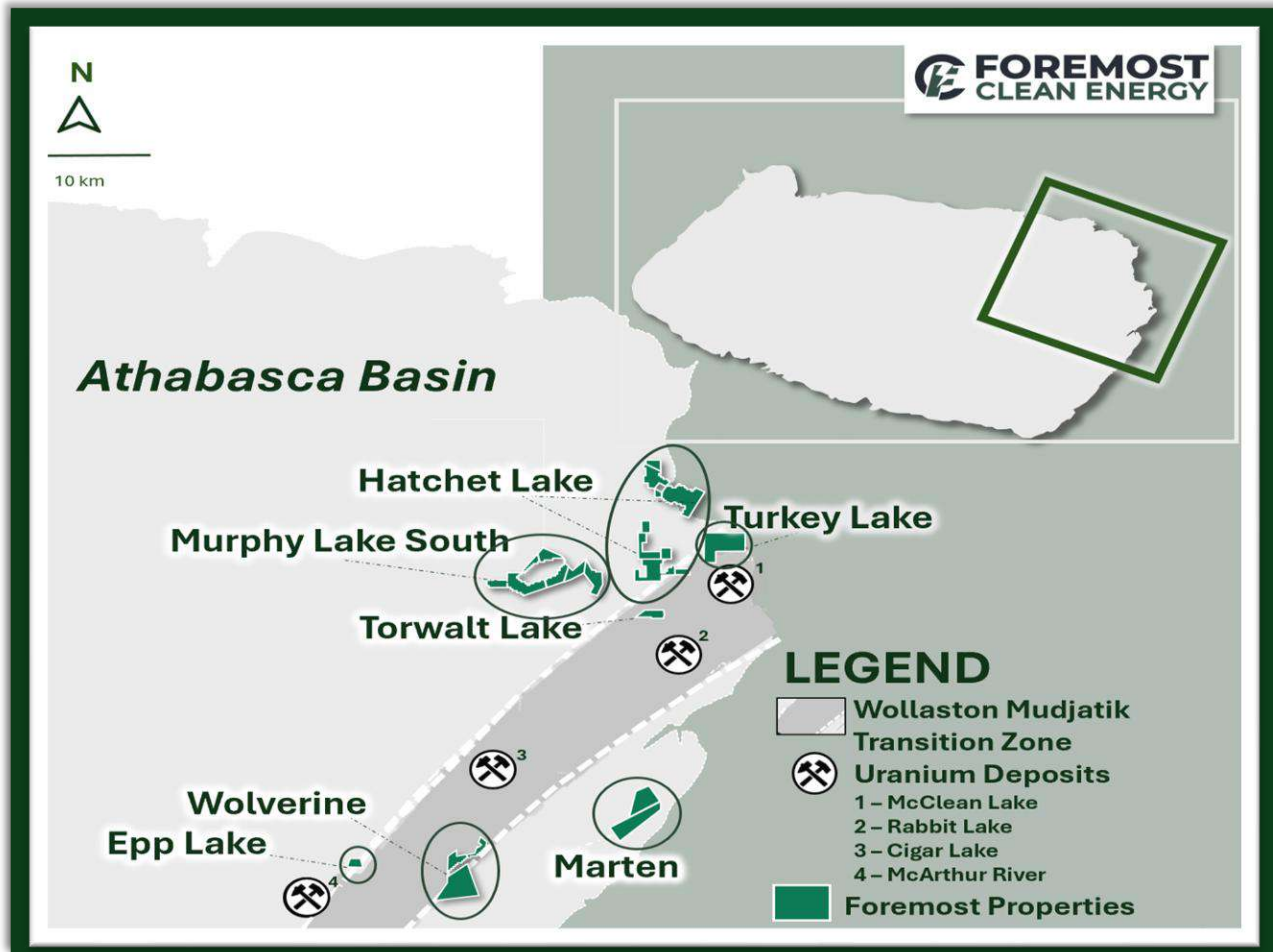 N
10 km
FOREMOST
CLEAN ENERGY
Athabasca Basin
Hatchet Lake
Turkey Lake
Murphy Lake South
1
Torwalt Lake
2
3
Wolverine
Epp Lake
4
Marten
LEGEND
Wollaston Mudjatik
Transition Zone
Uranium Deposits
1 – McClean Lake
2 – Rabbit Lake
3 – Cigar Lake
4 – McArthur River
Foremost Properties